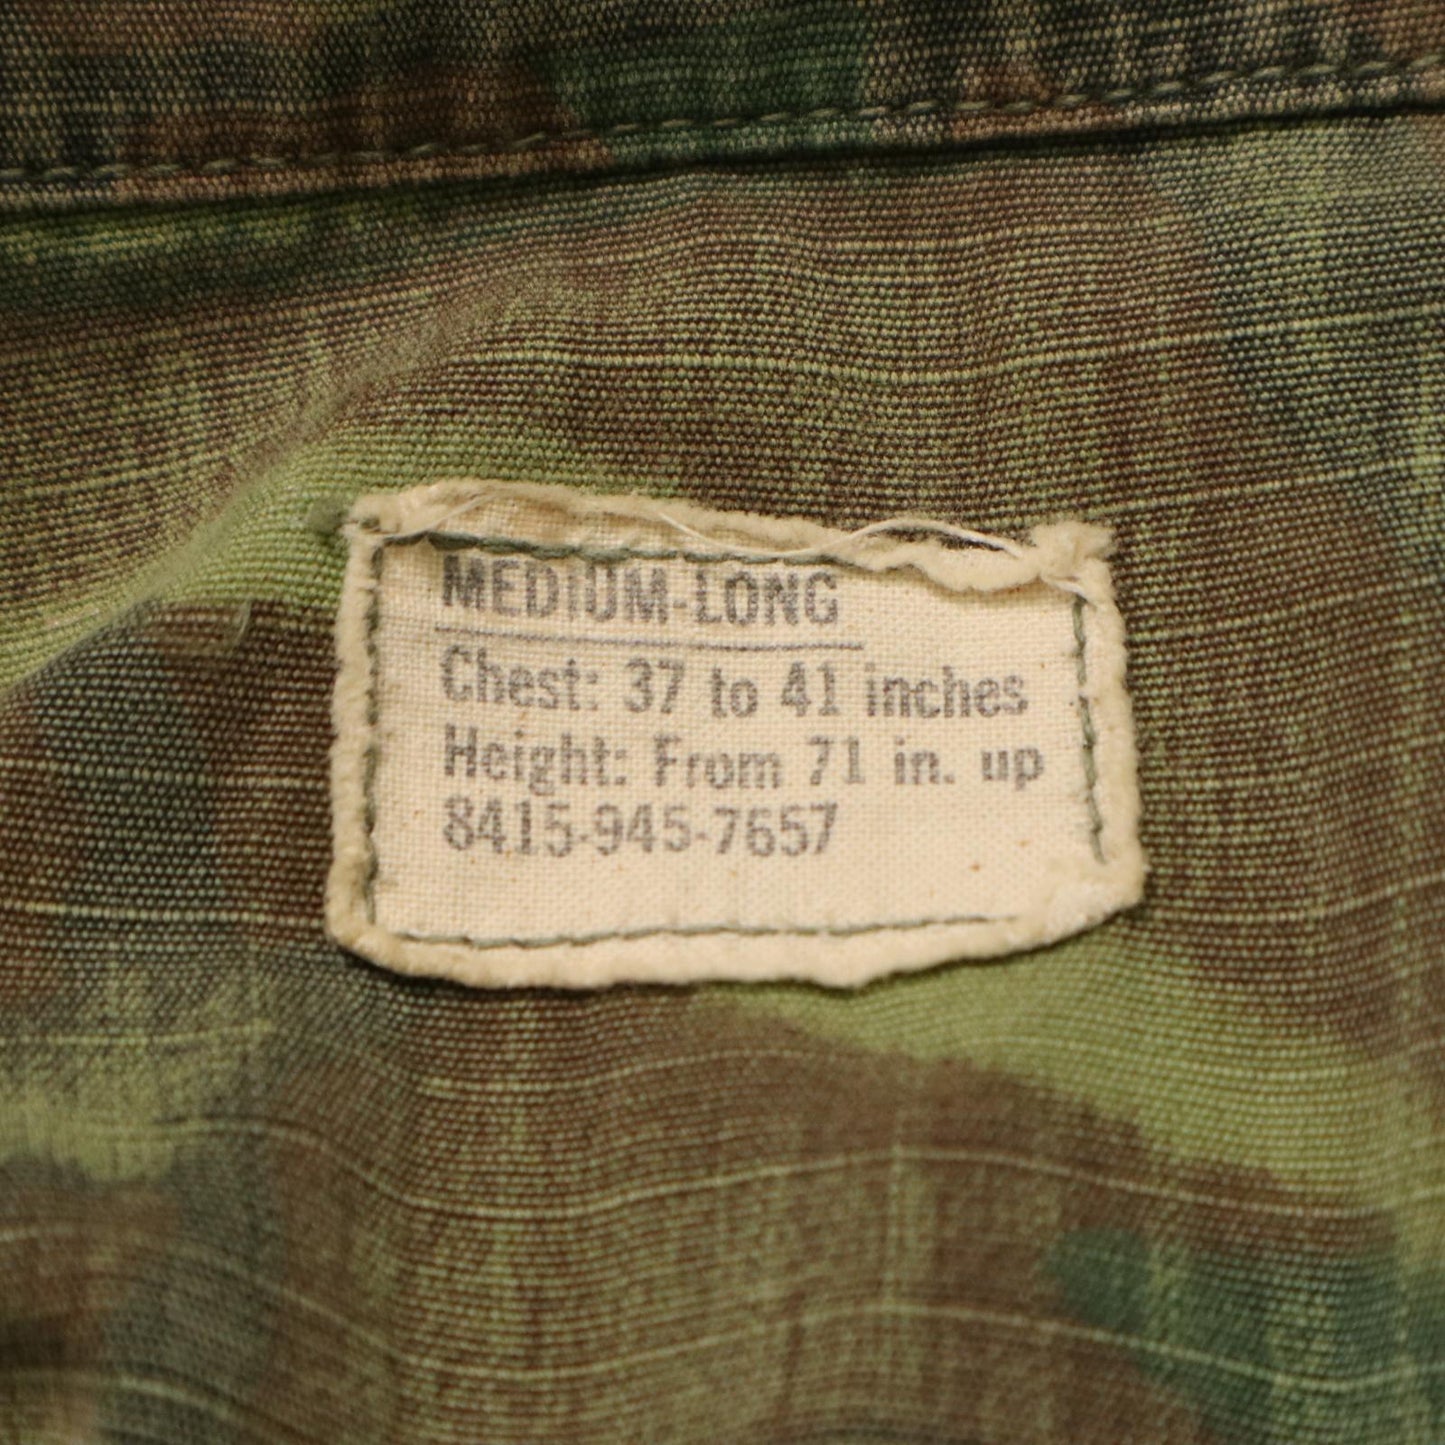 MEDIUM-LONG
Chest: 37 to 41 inches
Height: From 71 in. up
8415-945-7657